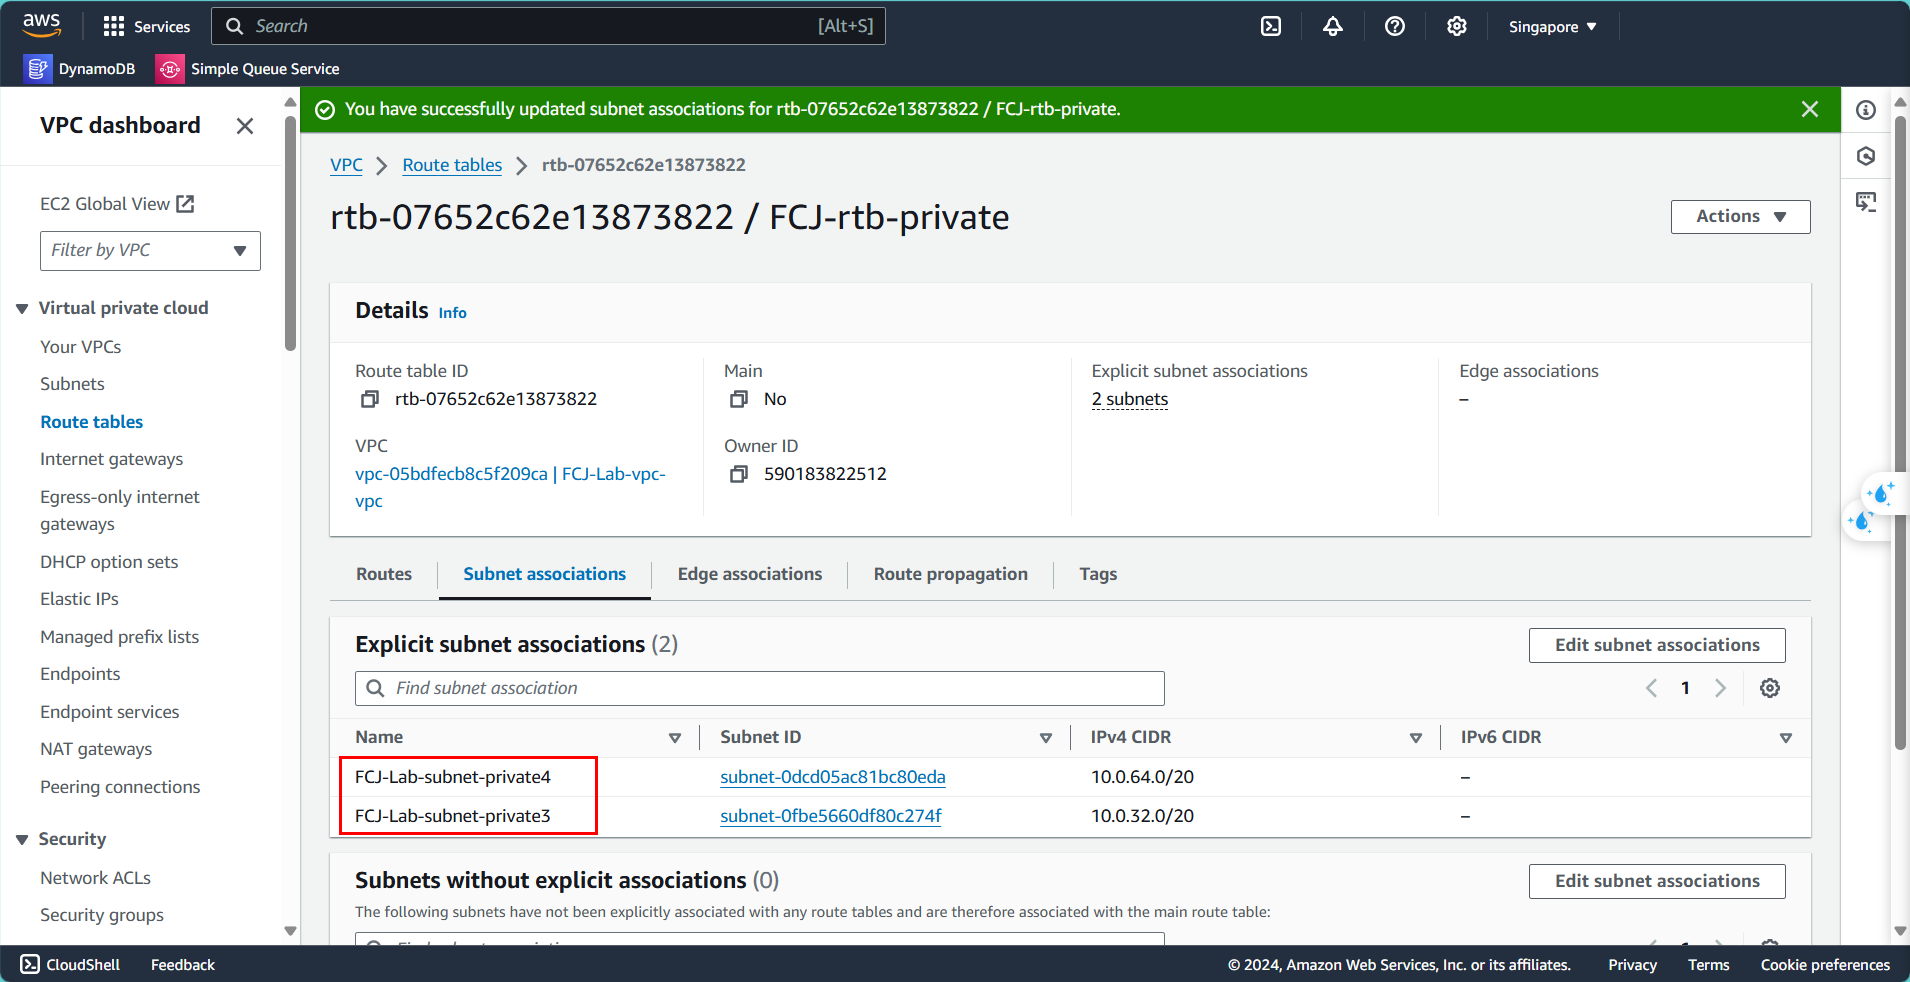 aws
Services
Search
[Alt+S]
Singapore
DynamoDB
Simple Queue Service
VPC dashboard
EC2 Global View
Filter by VPC
Virtual private cloud
Your VPCs
Subnets
Route tables
Internet gateways
Egress-only internet
gateways
DHCP option sets
Elastic IPs
Managed prefix lists
Endpoints
Endpoint services
NAT gateways
Peering connections
Security
Network ACLs
Security groups
You have successfully updated subnet associations for rtb-07652c62e13873822 / FCJ-rtb-private.
VPC
Route tables
rtb-07652c62e13873822
rtb-07652c62e13873822 / FCJ-rtb-private
Actions
Details Info
Route table ID
rtb-07652c62e13873822
Main
No
Explicit subnet associations
2 subnets
Edge associations
–
VPC
vpc-05bdfecb8c5f209ca | FCJ-Lab-vpc-
vpc
Owner ID
590183822512
Routes
Subnet associations
Edge associations
Route propagation
Tags
Explicit subnet associations (2)
Edit subnet associations
Find subnet association
1
Name
Subnet ID
IPv4 CIDR
IPv6 CIDR
FCJ-Lab-subnet-private4
subnet-0dcd05ac81bc80eda
10.0.64.0/20
–
FCJ-Lab-subnet-private3
subnet-0fbe5660df80c274f
10.0.32.0/20
–
Subnets without explicit associations (0)
Edit subnet associations
The following subnets have not been explicitly associated with any route tables and are therefore associated with the main route table:
CloudShell
Feedback
© 2024, Amazon Web Services, Inc. or its affiliates.
Privacy
Terms
Cookie preferences